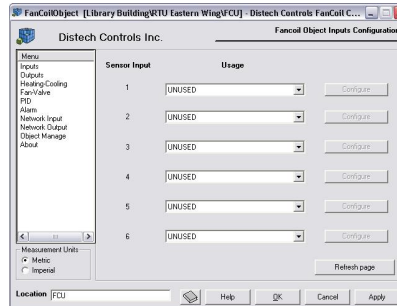 FanCoilObject [Library Building\RTU Eastern Wing\FCU] - Distech Controls FanCoil C...
Distech Controls Inc.
Fancoil Object Inputs Configuration
Menu
Inputs
Outputs
Heating-Cooling
Fan-Valve
PID
Alarm
Network Input
Network Output
Object Manage
About
Sensor Input Usage
1 UNUSED Configure
2 UNUSED Configure
3 UNUSED Configure
4 UNUSED Configure
5 UNUSED Configure
6 UNUSED Configure
Measurement Units
Metric
Imperial
Refresh page
Location FCU Help OK Cancel Apply